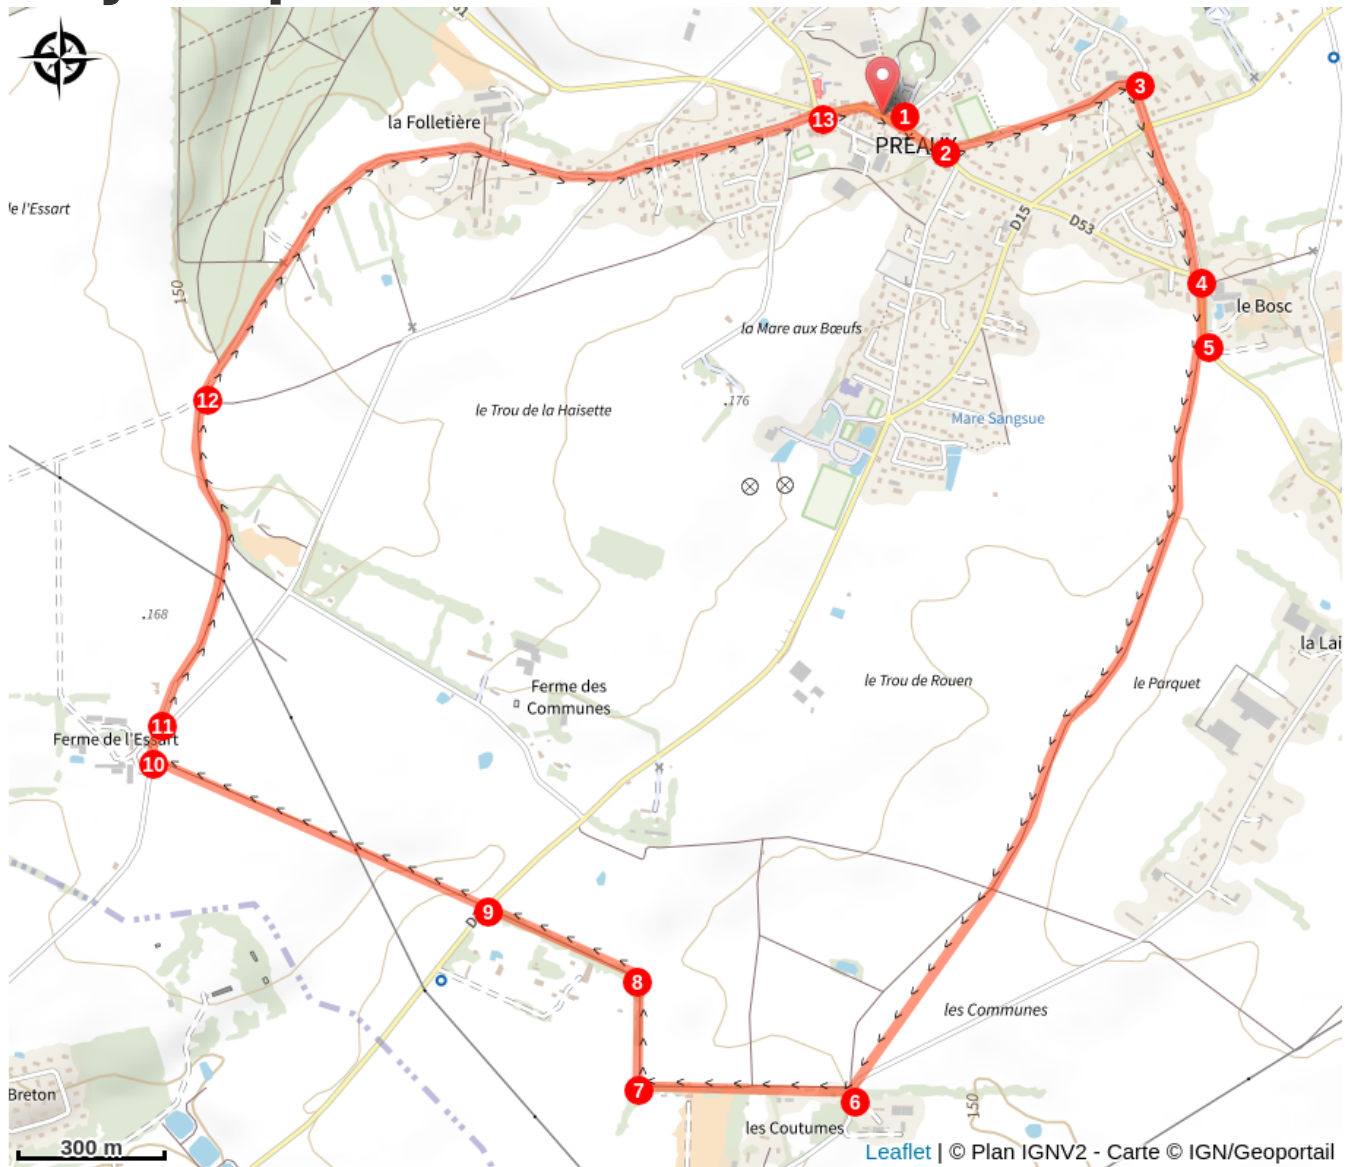 3
13
1
la Folletière
PRÉAUX
2
de l'Essart
D15
D53
4
150
le Bosc
la Mare aux Bœufs
5
12
.176
le Trou de la Haisette
Mare Sangsue
.168
la Lai
le Trou de Rouen
le Parquet
Ferme des
Communes
11
Ferme de l'Essart
10
9
D
8
les Communes
7
Breton
6
150
les Coutumes
300 m
Leaflet | © Plan IGNV2 - Carte © IGN/Geoportail